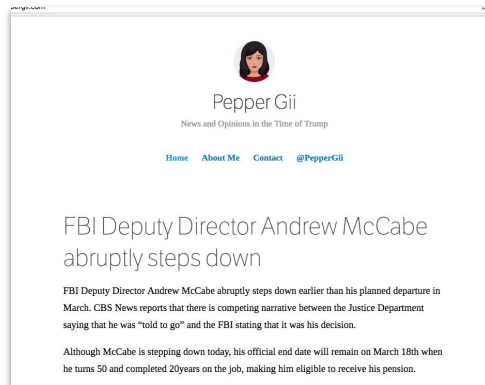 Pepper Gii
News and Opinions in the Time of Trump
Home About Me Contact @PepperGii
FBI Deputy Director Andrew McCabe
abruptly steps down
FBI Deputy Director Andrew McCabe abruptly steps down earlier than his planned departure in
March. CBS News reports that there is competing narrative between the Justice Department
saying that he was “told to go” and the FBI stating that it was his decision.
Although McCabe is stepping down today, his official end date will remain on March 18th when
he turns 50 and completed 20years on the job, making him eligible to receive his pension.